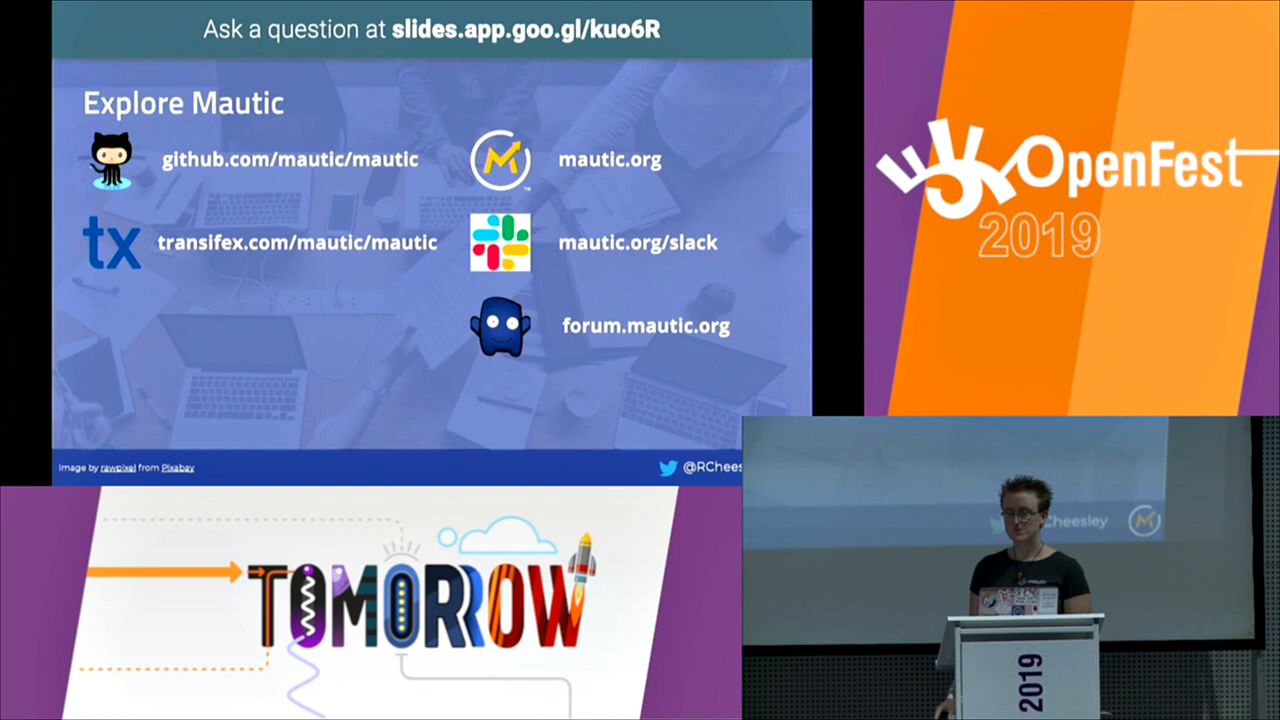 Ask a question at slides.app.goo.gl/kuo6R
Explore Mautic
github.com/mautic/mautic
mautic.org
tx
transifex.com/mautic/mautic
mautic.org/slack
forum.mautic.org
Image by rawpixel from Pixabay
@RChees
OpenFest
2019
TOMORROW
Cheesley
2019